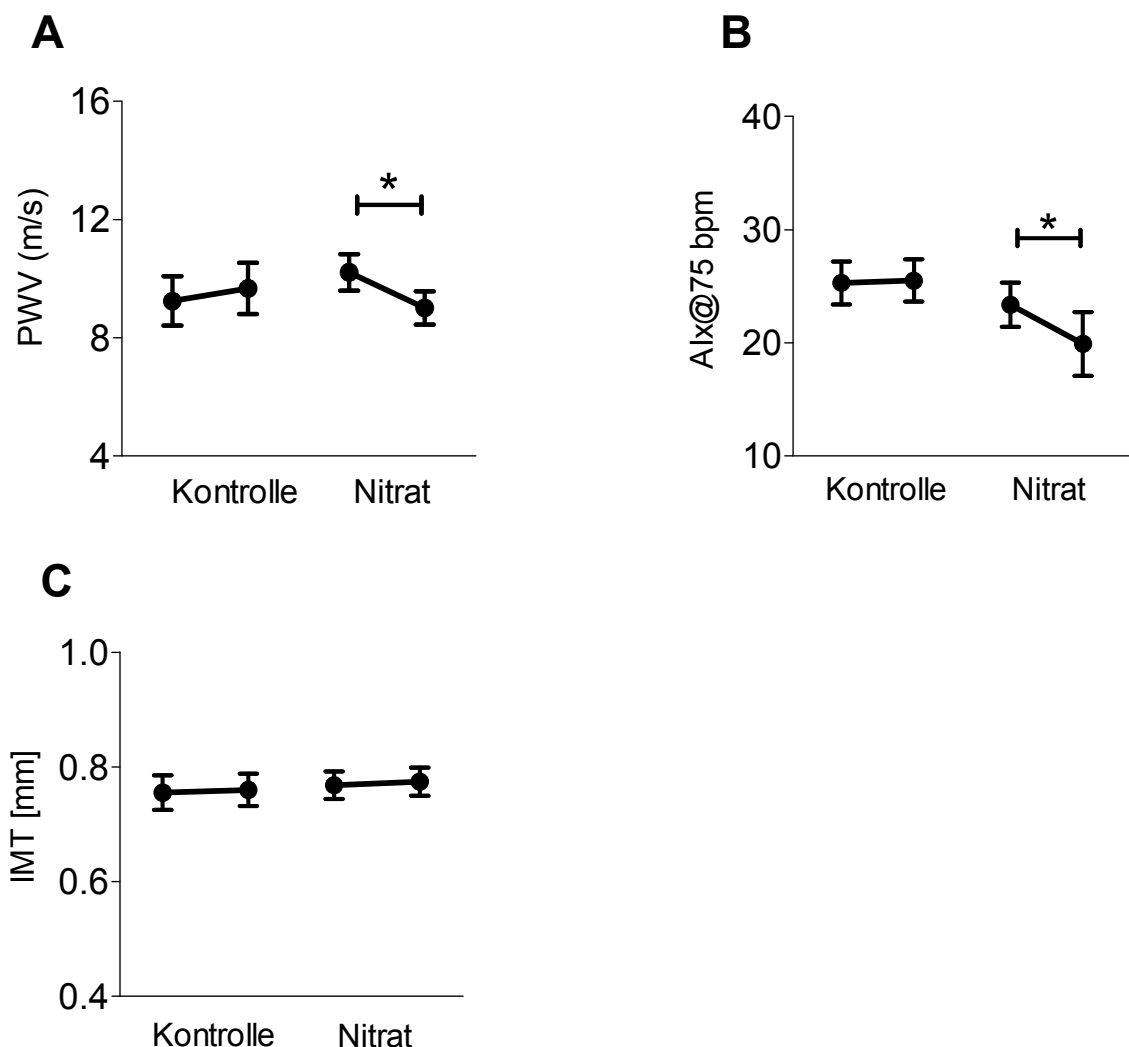 A
PWV (m/s)
16
12
8
4
*
Kontrolle
Nitrat
B
AIx@75 bpm
40
30
20
10
*
Kontrolle
Nitrat
C
IMT [mm]
1.0
0.8
0.6
0.4
Kontrolle
Nitrat